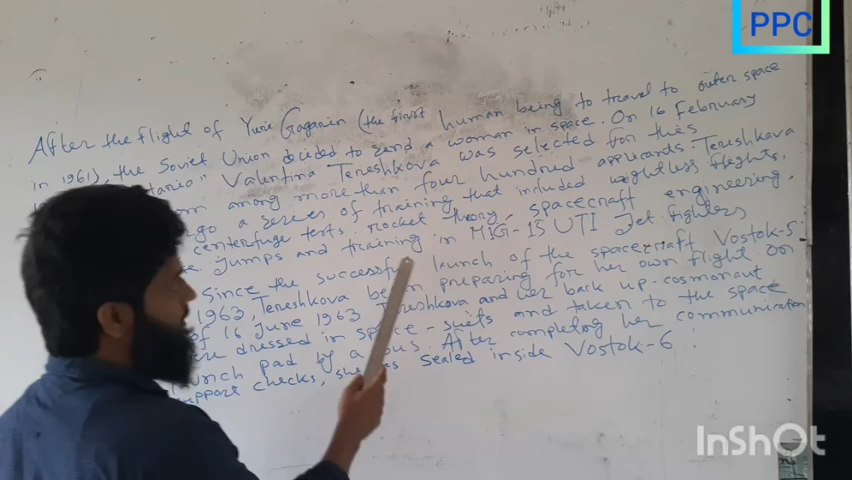 PPC
After the flight of Yurie Gagarien (the first human being to travel to outer space
in 1961), the Soviet Union decided to send a woman in space. On 16 February
Valentina Tereshkova was selected for this
among more than four hundred applicants. Tereshkova
go a series of training that included weightless flights,
centerfuge tests, rocket theory, spacecraft engineering,
jumps and training in MIG-15 UTI Jet fighters
Since the successful launch of the spacecraft Vostok-5
1963, Tereshkova preparing for her own flight. On
of 16 June 1963 Tereshkova and her back up-cosmonaut
dressed in space-suits and taken to the space
pad by a bus. After completing her communication
support checks, she sealed inside Vostok-6
InShOt